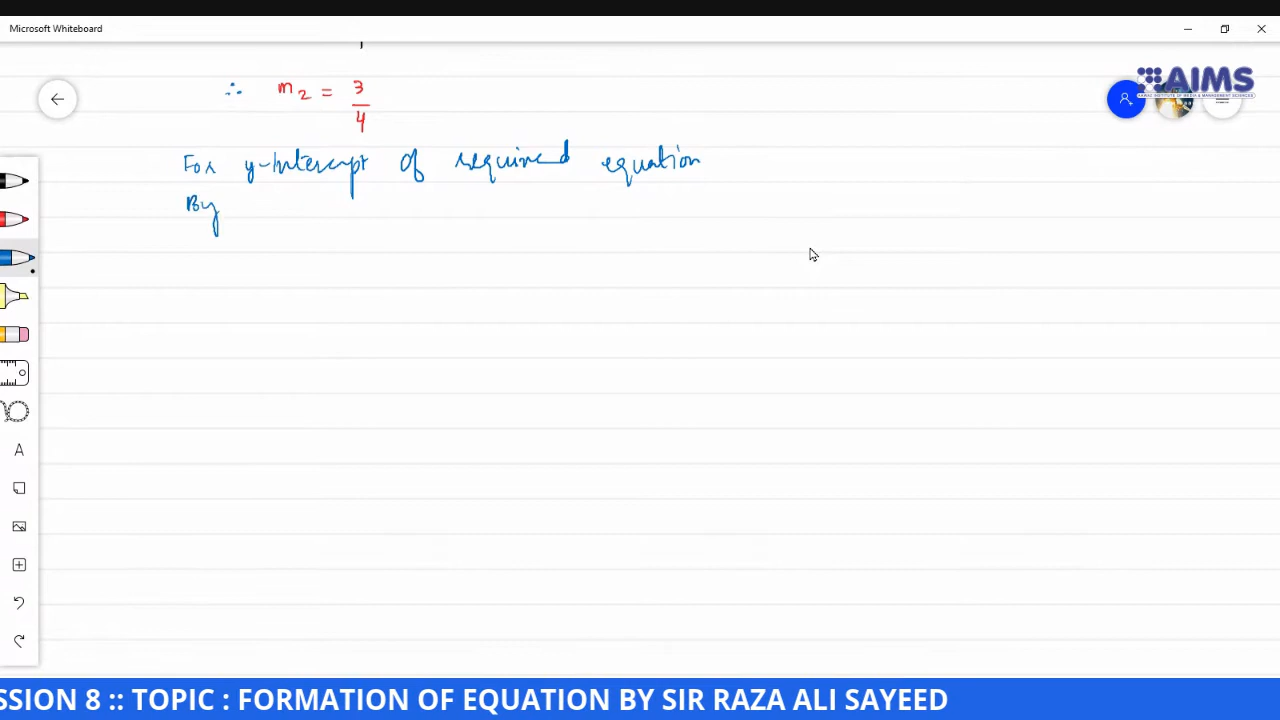 Microsoft Whiteboard
AIMS
∴ m₂ = 3/4
For y-Intercept of required equation
By
A
SSION 8 :: TOPIC : FORMATION OF EQUATION BY SIR RAZA ALI SAYEED